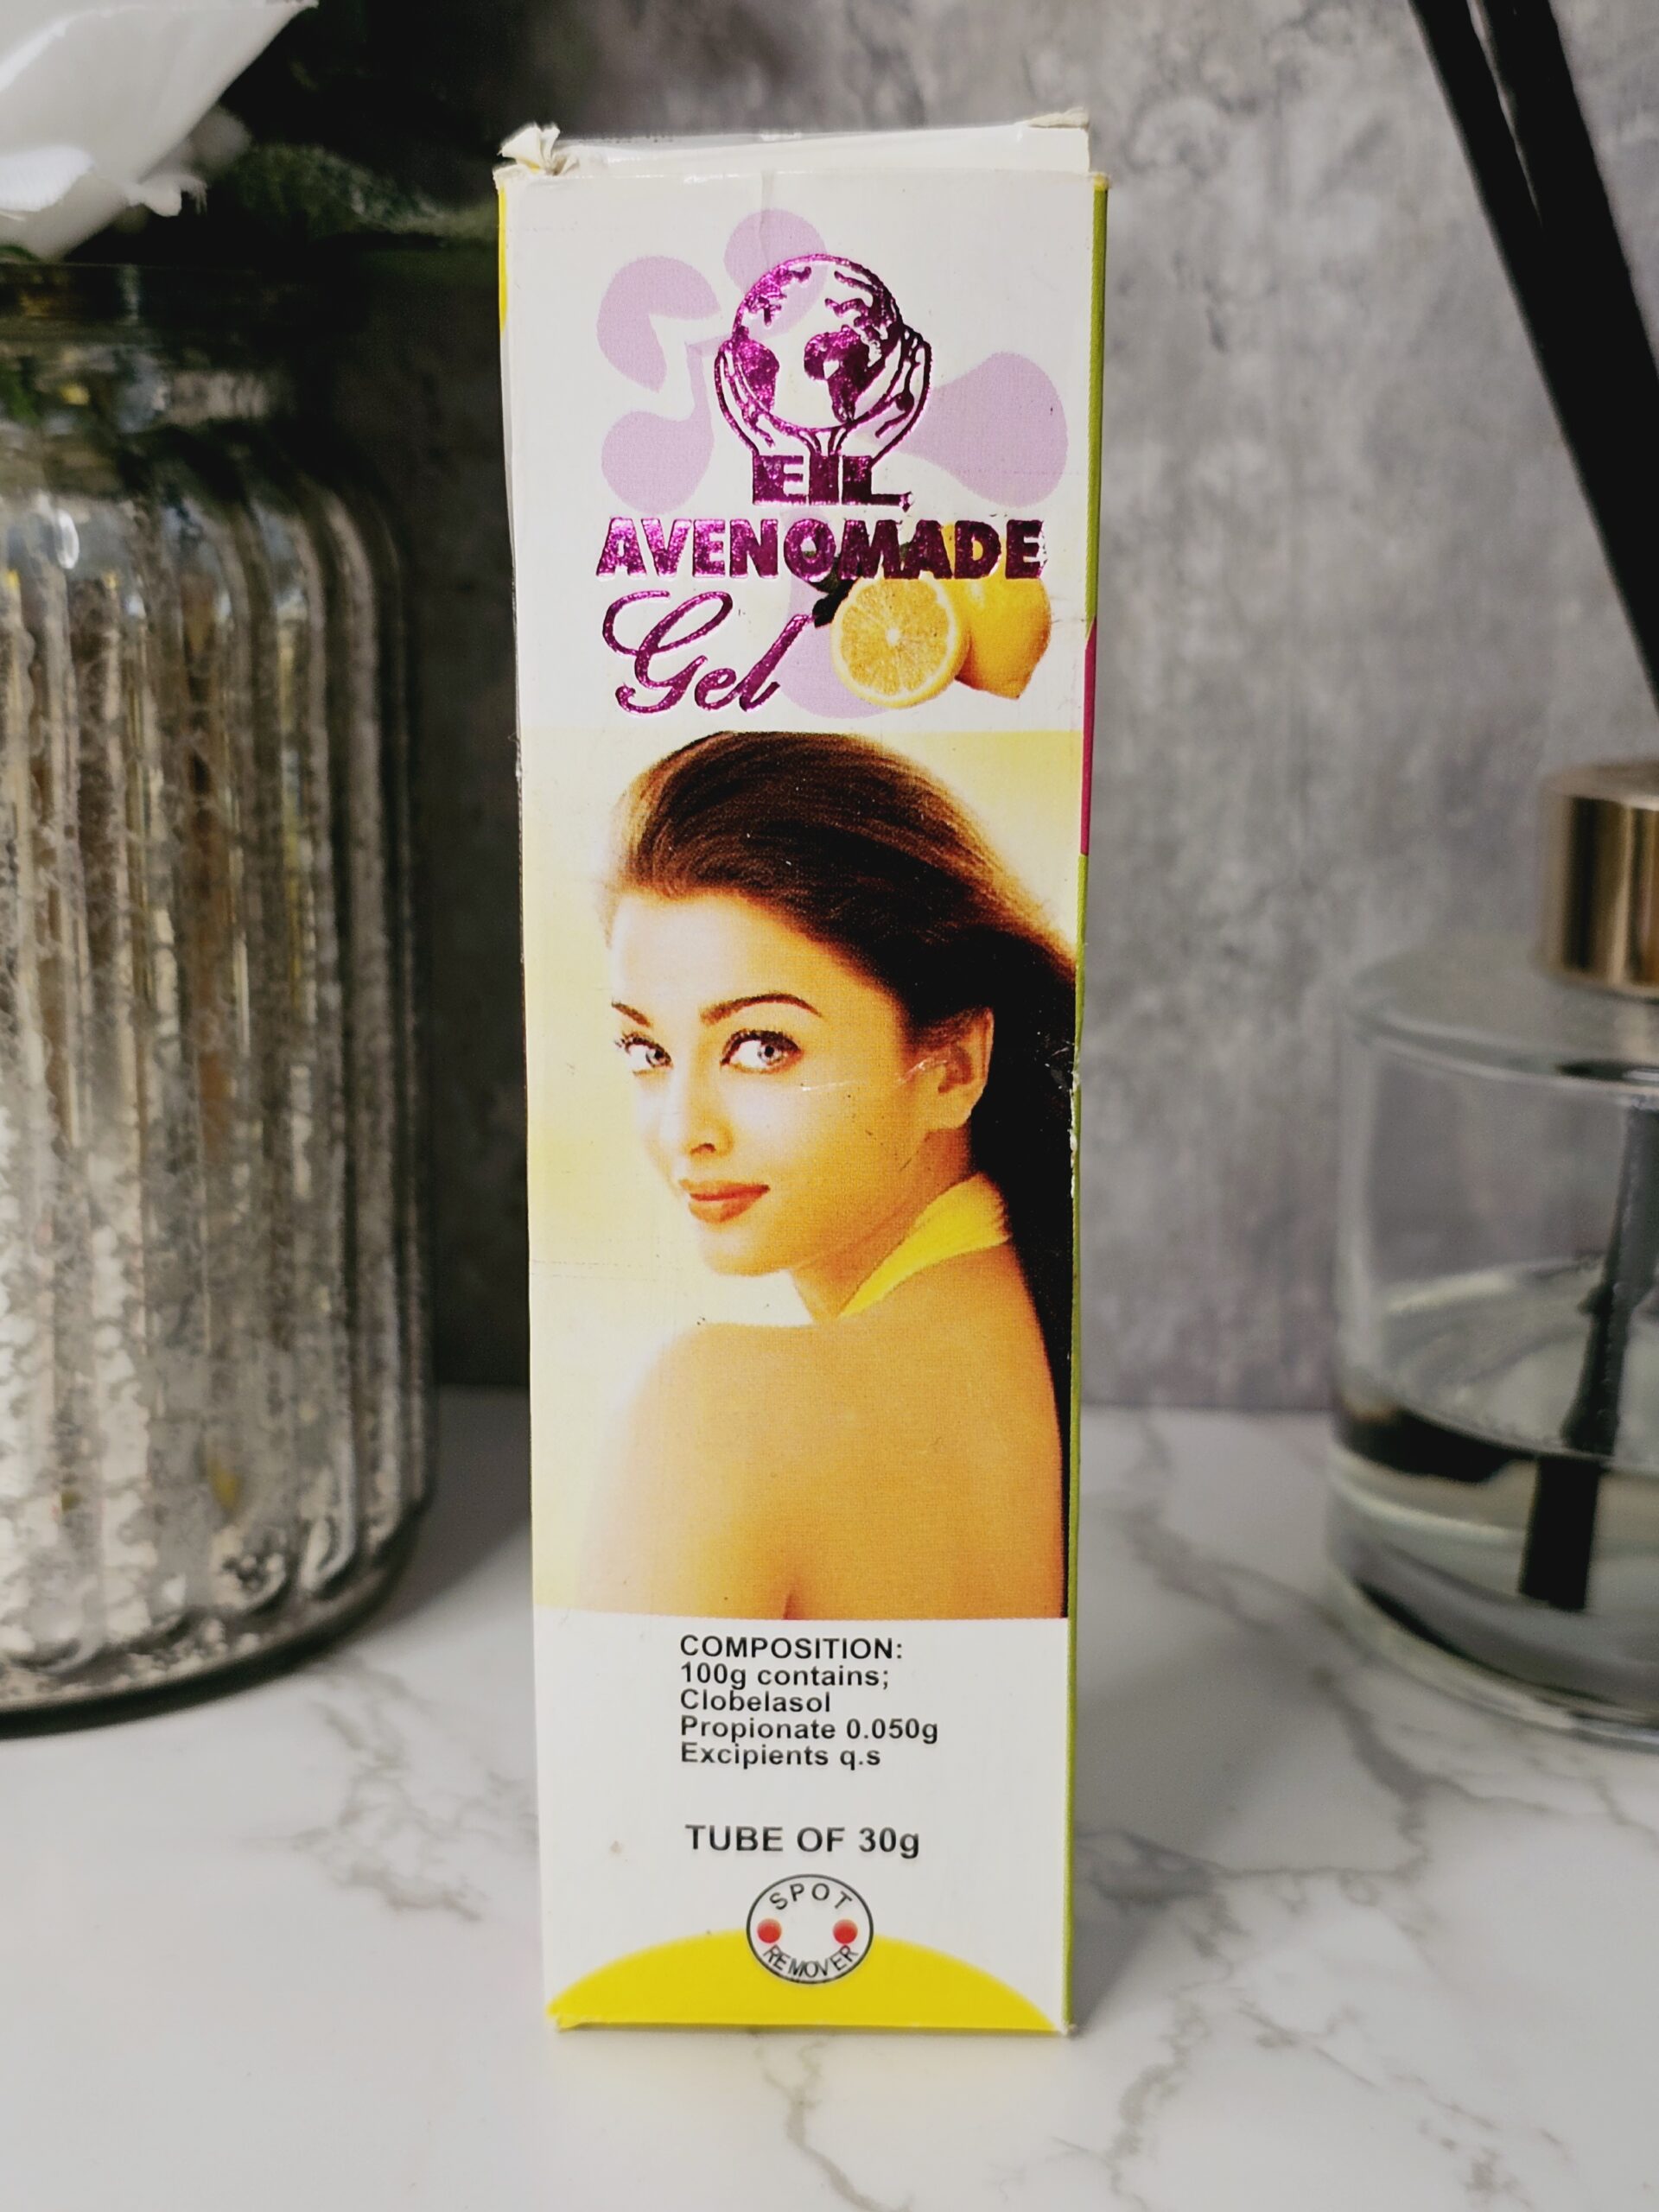 EIL
AVENOMADE
Gel
COMPOSITION:
100g contains;
Clobelasol
Propionate 0.050g
Excipients q.s
TUBE OF 30g
SPOT
REMOVER